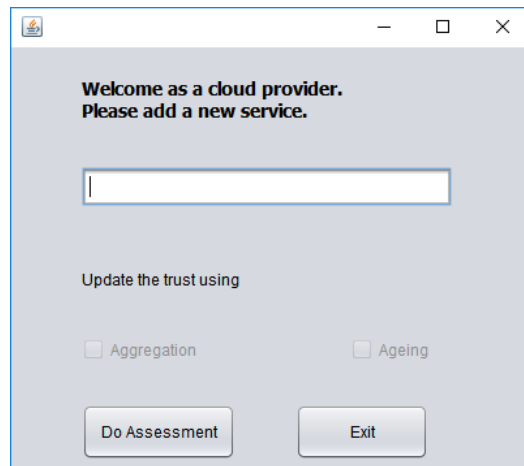 Welcome as a cloud provider.
Please add a new service.
Update the trust using
Aggregation
Ageing
Do Assessment
Exit